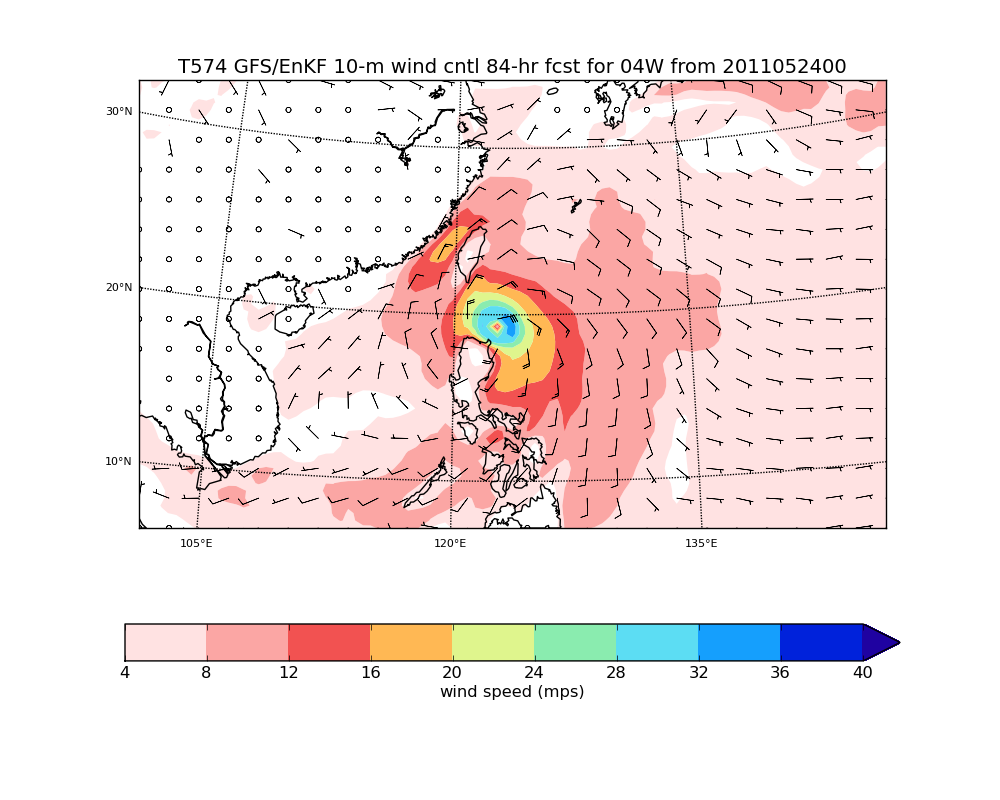 T574 GFS/EnKF 10-m wind cntl 84-hr fcst for 04W from 2011052400
30°N
20°N
10°N
105°E 120°E 135°E
4 8 12 16 20 24 28 32 36 40
wind speed (mps)